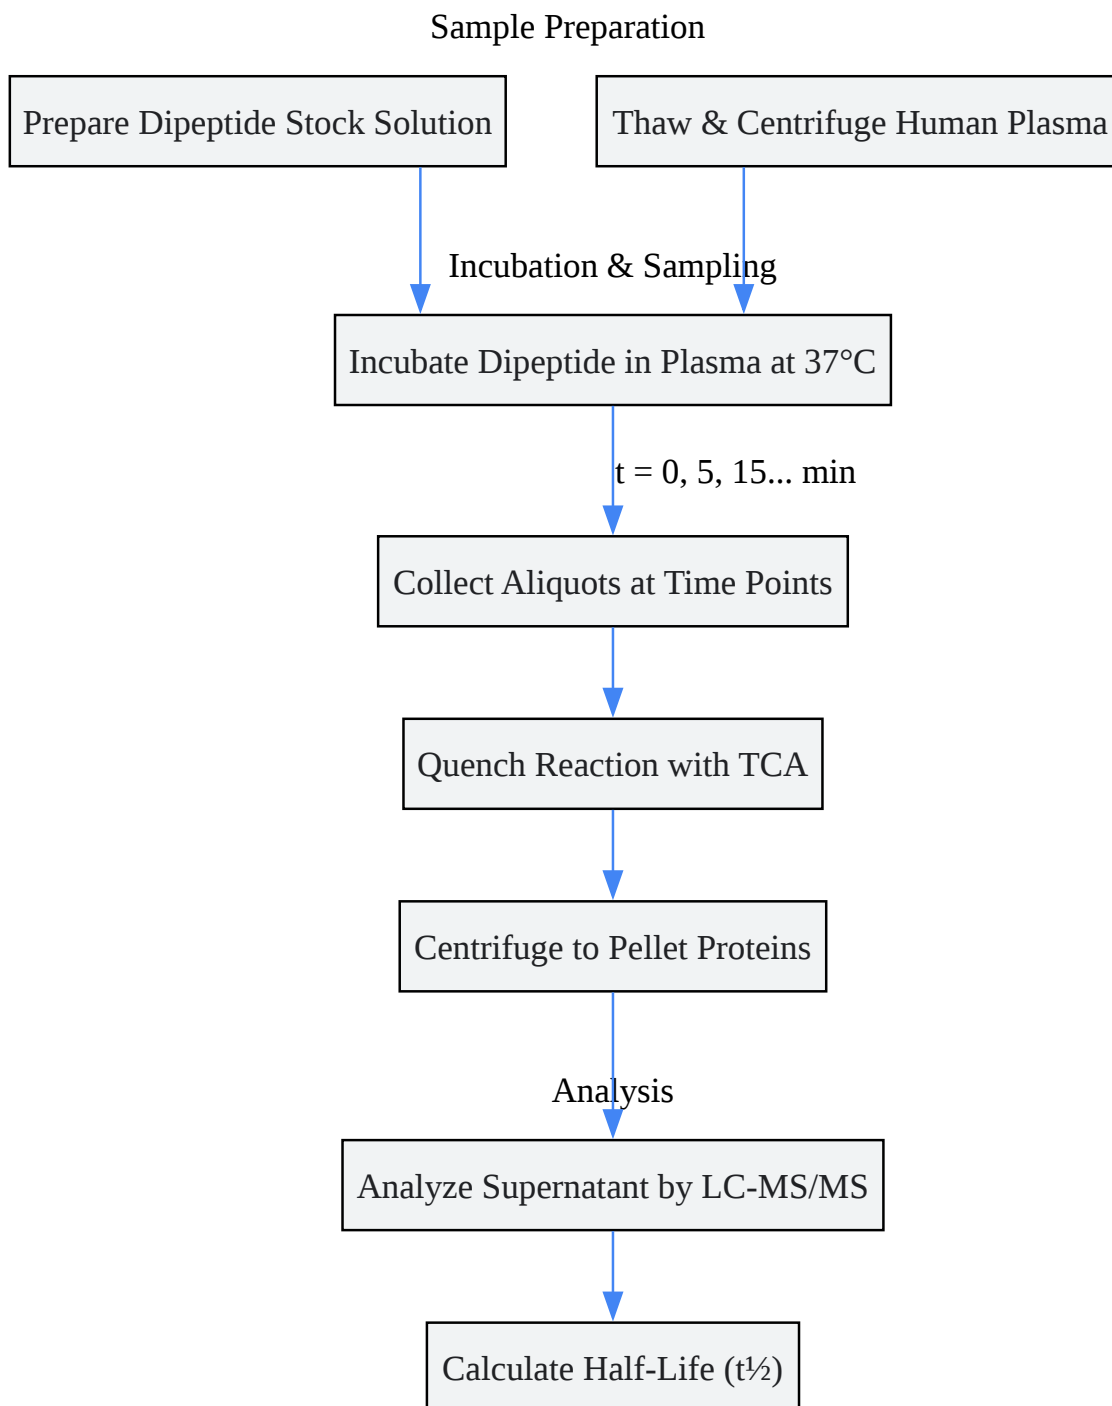 Sample Preparation
Prepare Dipeptide Stock Solution
Thaw & Centrifuge Human Plasma
Incubation & Sampling
Incubate Dipeptide in Plasma at 37°C
t = 0, 5, 15... min
Collect Aliquots at Time Points
Quench Reaction with TCA
Centrifuge to Pellet Proteins
Analysis
Analyze Supernatant by LC-MS/MS
Calculate Half-Life (t½)